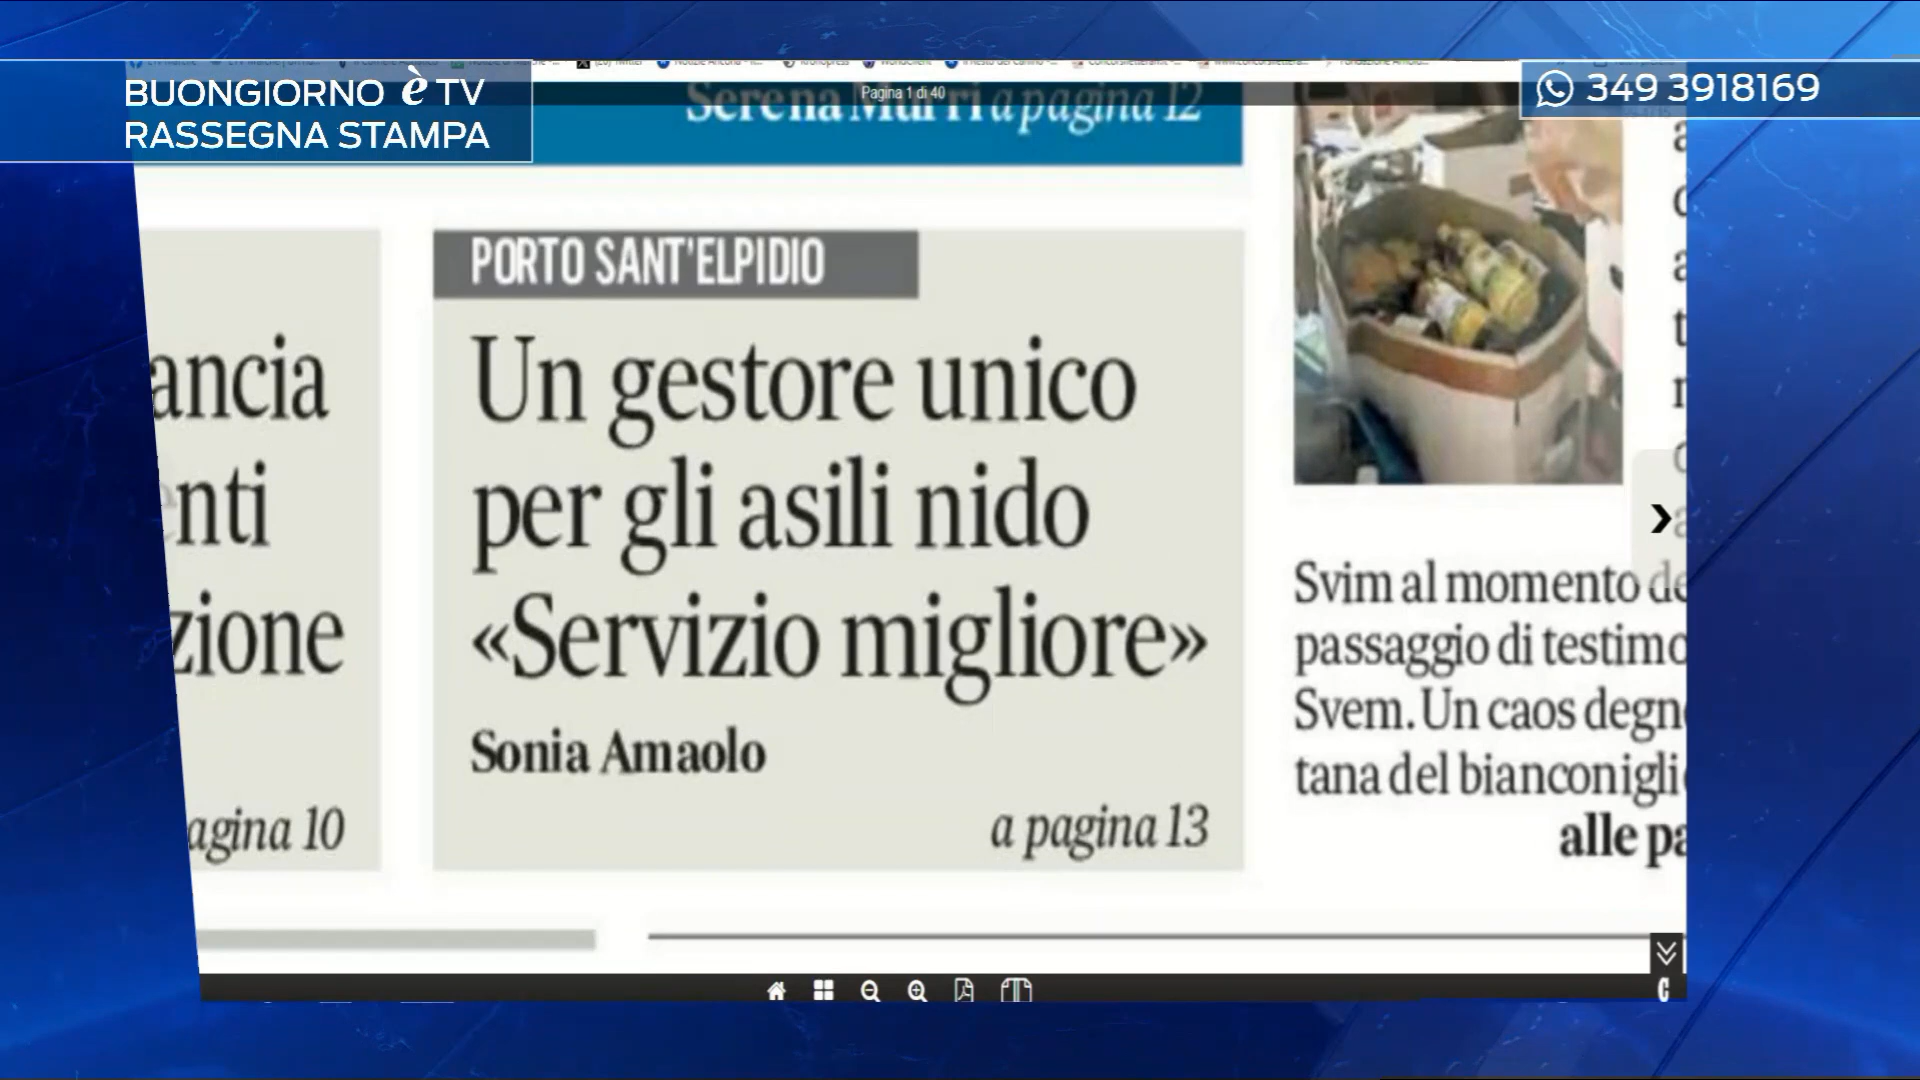 BUONGIORNO è TV
RASSEGNA STAMPA
349 3918169
Pagina 1 di 40
Serena Murri a pagina 12
PORTO SANT'ELPIDIO
Un gestore unico
per gli asili nido
«Servizio migliore»
Sonia Amaolo
a pagina 13
ancia
enti
zione
agina 10
Svim al momento de
passaggio di testimo
Svem. Un caos degn
tana del bianconigli
alle pa